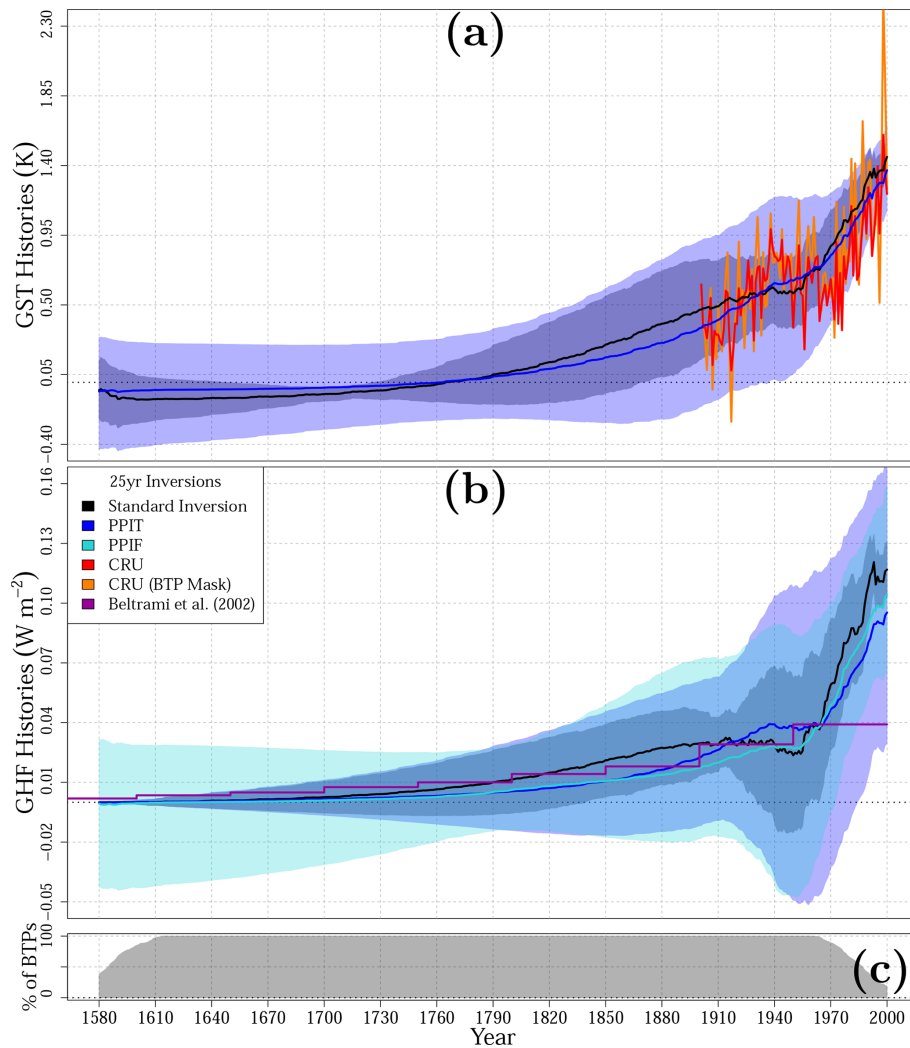 (a)
GST Histories (K)
2.30
1.85
1.40
0.95
0.50
0.05
−0.40
(b)
GHF Histories (W m−2)
0.16
0.13
0.10
0.07
0.04
0.01
−0.02
−0.05
25yr Inversions
Standard Inversion
PPIT
PPIF
CRU
CRU (BTP Mask)
Beltrami et al. (2002)
(c)
% of BTPs
100
0
1580 1610 1640 1670 1700 1730 1760 1790 1820 1850 1880 1910 1940 1970 2000
Year